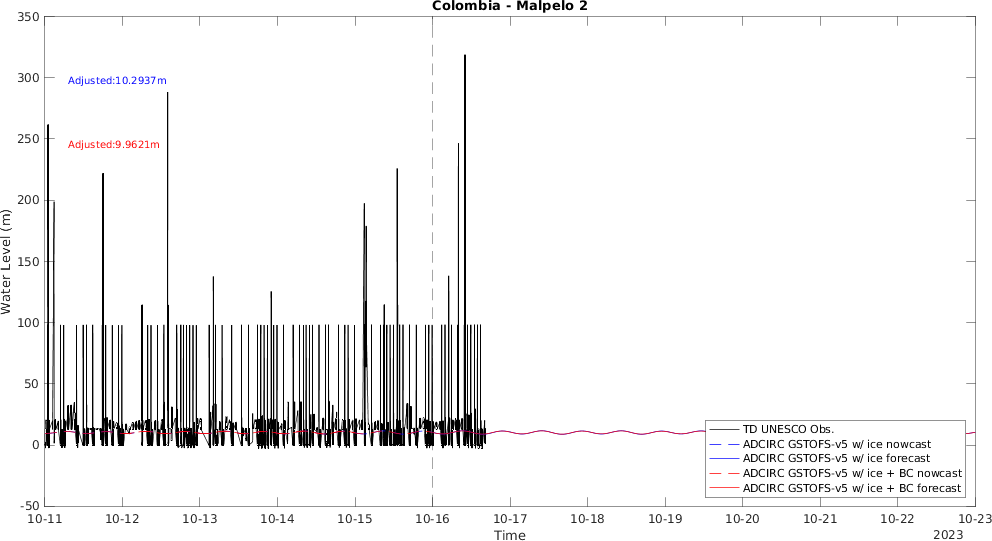 Colombia - Malpelo 2
350
300
250
200
150
100
50
0
-50
Water Level (m)
Adjusted:10.2937m
Adjusted:9.9621m
TD UNESCO Obs.
ADCIRC GSTOFS-v5 w/ ice nowcast
ADCIRC GSTOFS-v5 w/ ice forecast
ADCIRC GSTOFS-v5 w/ ice + BC nowcast
ADCIRC GSTOFS-v5 w/ ice + BC forecast
10-11 10-12 10-13 10-14 10-15 10-16 10-17 10-18 10-19 10-20 10-21 10-22 10-23
Time
2023